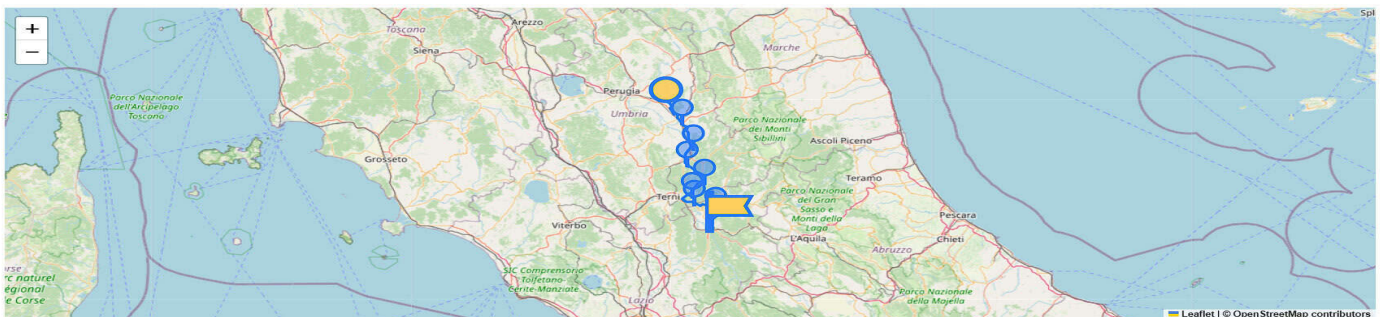 +
−
Arezzo
Spl
Toscana
Siena
Marche
Parco Nazionale
dell'Arcipelago
Toscano
Perugia
Umbria
Parco Nazionale
dei Monti
Sibillini
Ascoli Piceno
Grosseto
Teramo
Terni
Parco Nazionale
del Gran
Sasso e
Monti della
Laga
Viterbo
Pescara
L'Aquila
Chieti
Abruzzo
rse
rc naturel
égional
e Corse
SIC Comprensorio
Tolfetano-
Cerite-Manziate
Parco Nazionale
della Majella
Lazio
Leaflet | © OpenStreetMap contributors